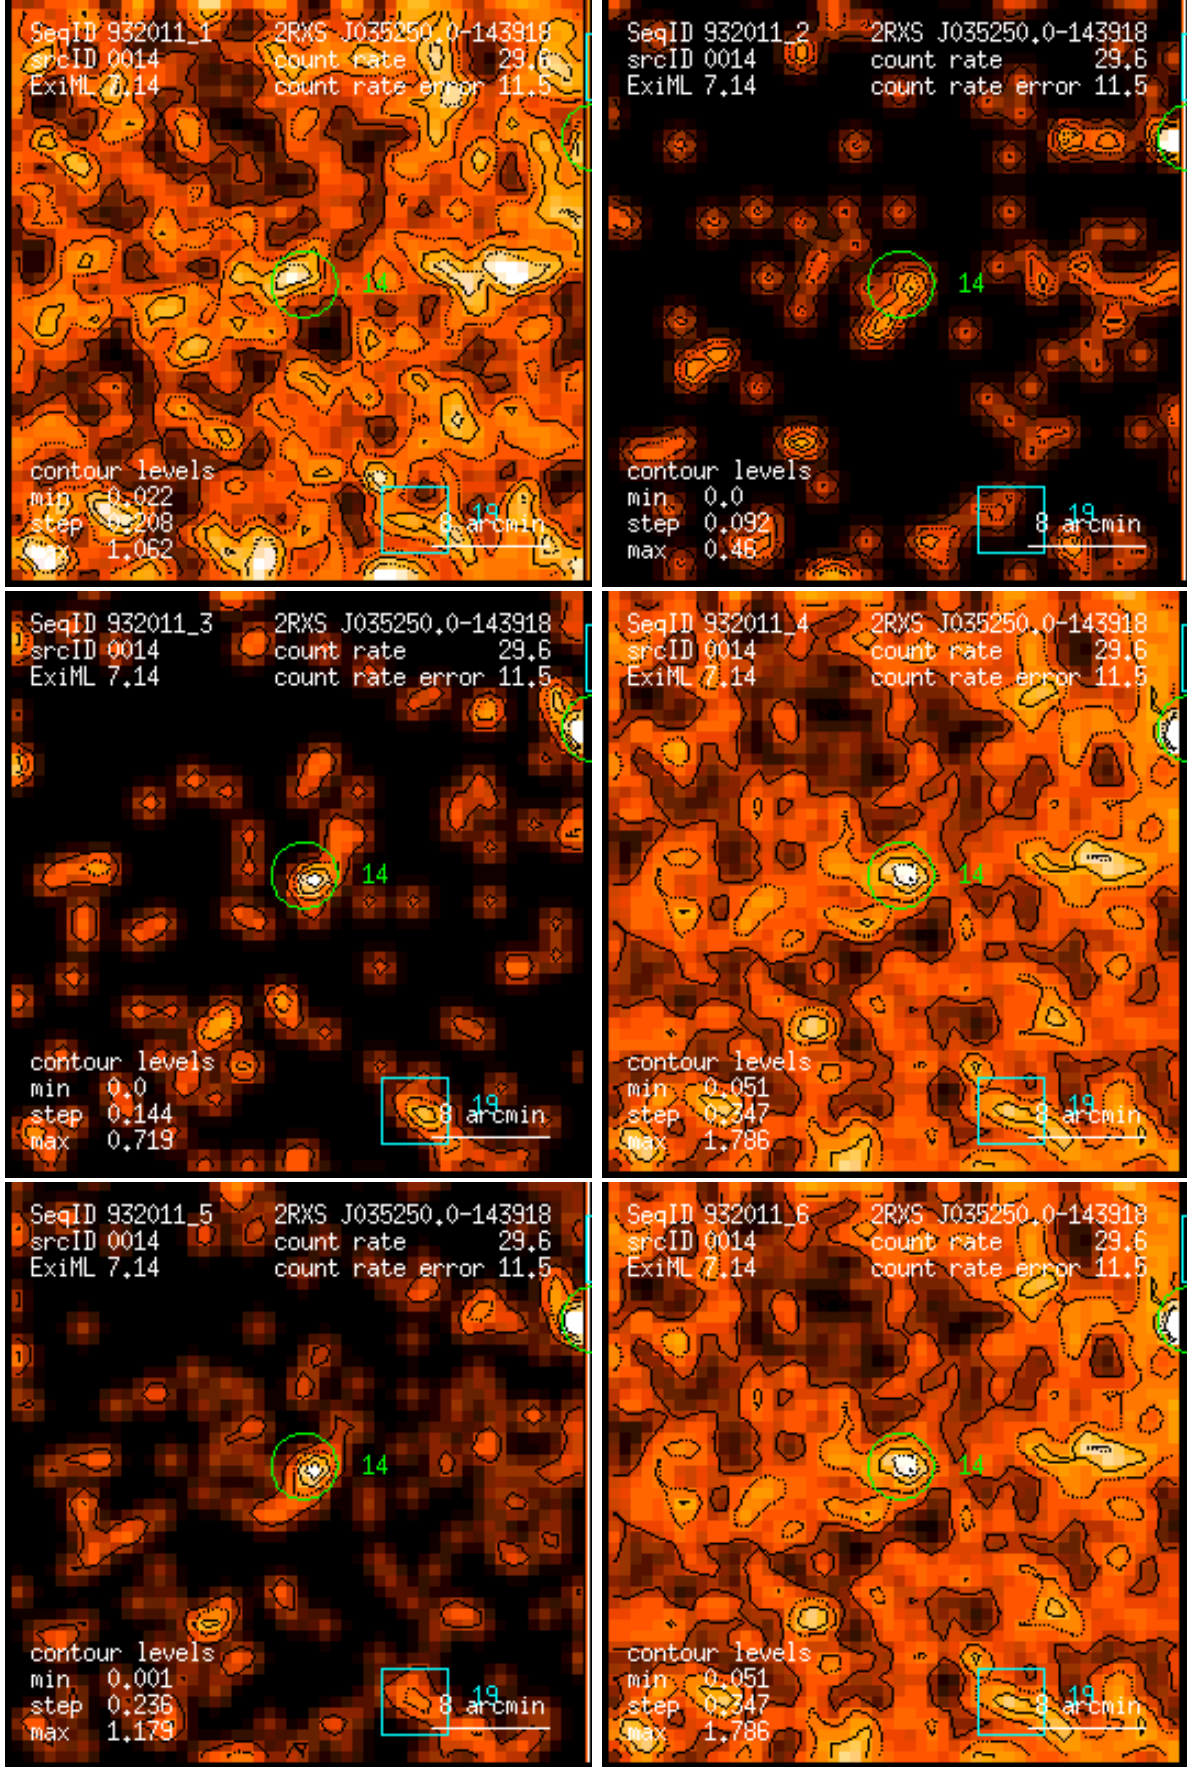 SeqID 932011_1 2RXS J035250.0-143918
srcID 0014 count rate 29.6
ExiML 7.14 count rate error 11.5
14
contour levels
min 0.022
step 0.208 19
max 1.062 8 arcmin
SeqID 932011_2 2RXS J035250.0-143918
srcID 0014 count rate 29.6
ExiML 7.14 count rate error 11.5
14
contour levels
min 0.0
step 0.092 19
max 0.46 8 arcmin
SeqID 932011_3 2RXS J035250.0-143918
srcID 0014 count rate 29.6
ExiML 7.14 count rate error 11.5
14
contour levels
min 0.0
step 0.144 19
max 0.719 8 arcmin
SeqID 932011_4 2RXS J035250.0-143918
srcID 0014 count rate 29.6
ExiML 7.14 count rate error 11.5
14
contour levels
min 0.051
step 0.347 19
max 1.786 8 arcmin
SeqID 932011_5 2RXS J035250.0-143918
srcID 0014 count rate 29.6
ExiML 7.14 count rate error 11.5
14
contour levels
min 0.001
step 0.236 19
max 1.179 8 arcmin
SeqID 932011_6 2RXS J035250.0-143918
srcID 0014 count rate 29.6
ExiML 7.14 count rate error 11.5
14
contour levels
min 0.051
step 0.347 19
max 1.786 8 arcmin